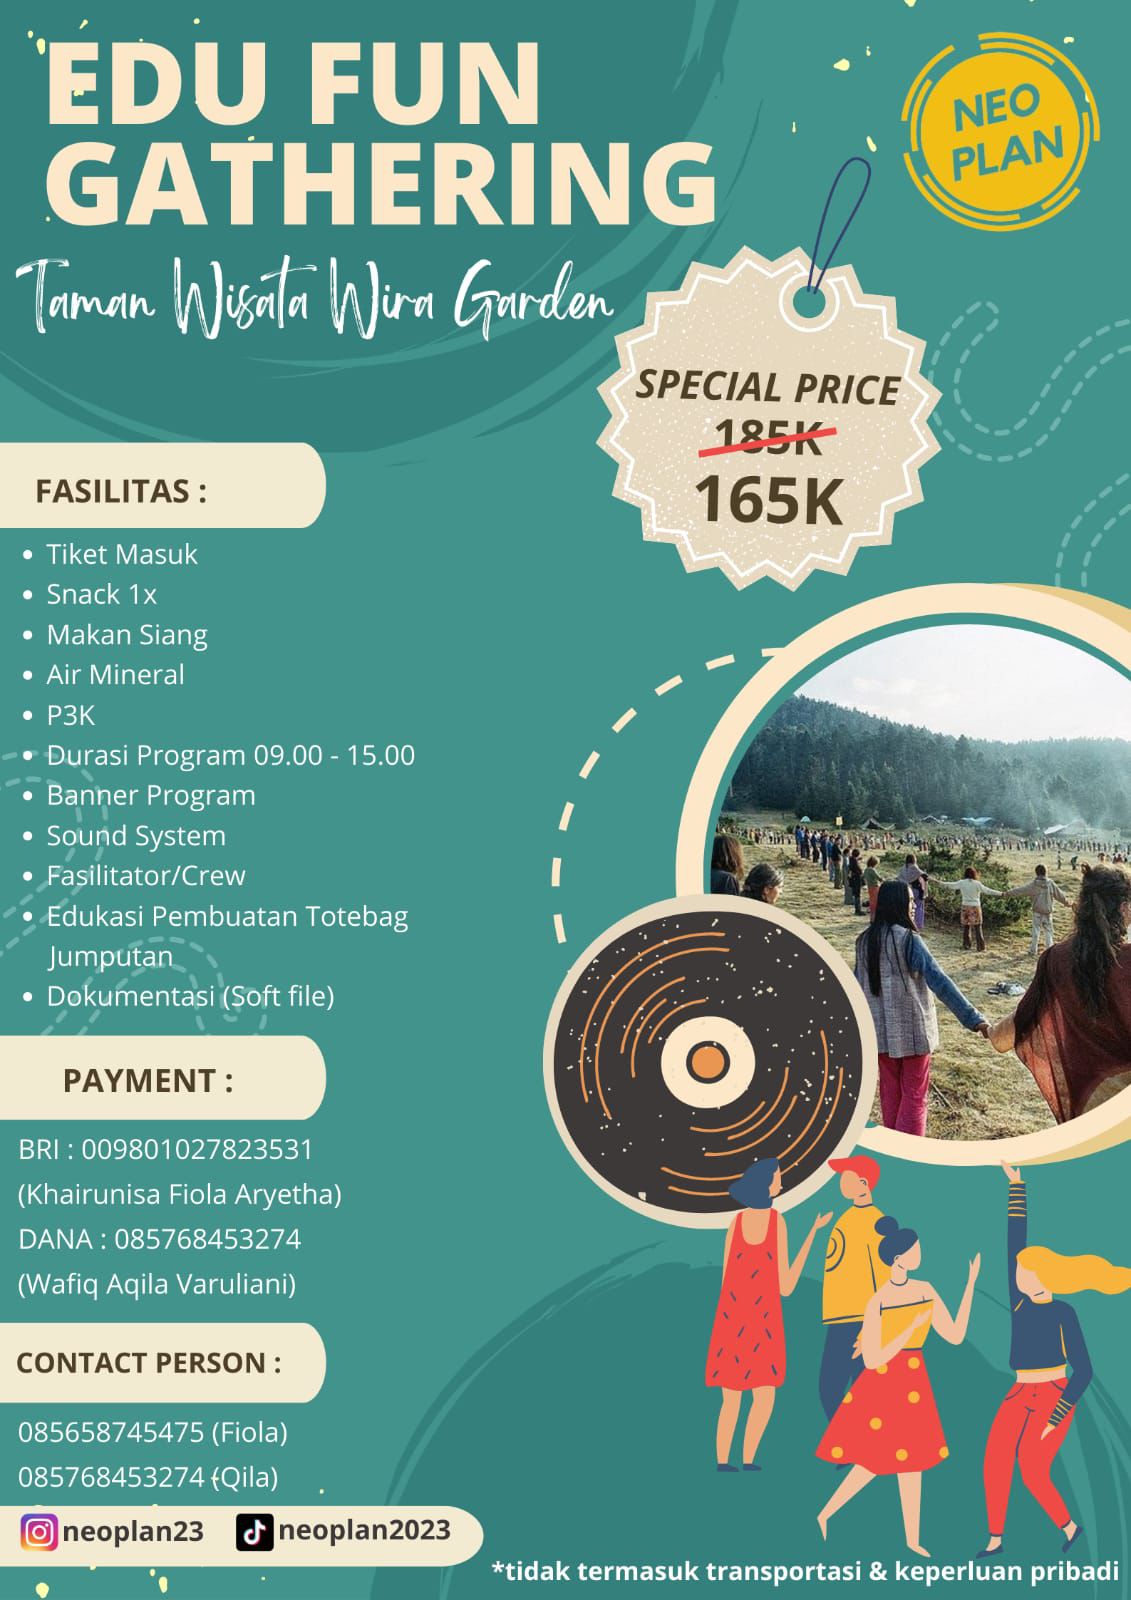 EDU FUN
GATHERING
Taman Wisata Wira Garden
NEO
PLAN
SPECIAL PRICE
185K
165K
FASILITAS :
• Tiket Masuk
• Snack 1x
• Makan Siang
• Air Mineral
• P3K
• Durasi Program 09.00 - 15.00
• Banner Program
• Sound System
• Fasilitator/Crew
• Edukasi Pembuatan Totebag
Jumputan
• Dokumentasi (Soft file)
PAYMENT :
BRI : 009801027823531
(Khairunisa Fiola Aryetha)
DANA : 085768453274
(Wafiq Aqila Varuliani)
CONTACT PERSON :
085658745475 (Fiola)
085768453274 (Qila)
neoplan23 neoplan2023
*tidak termasuk transportasi & keperluan pribadi